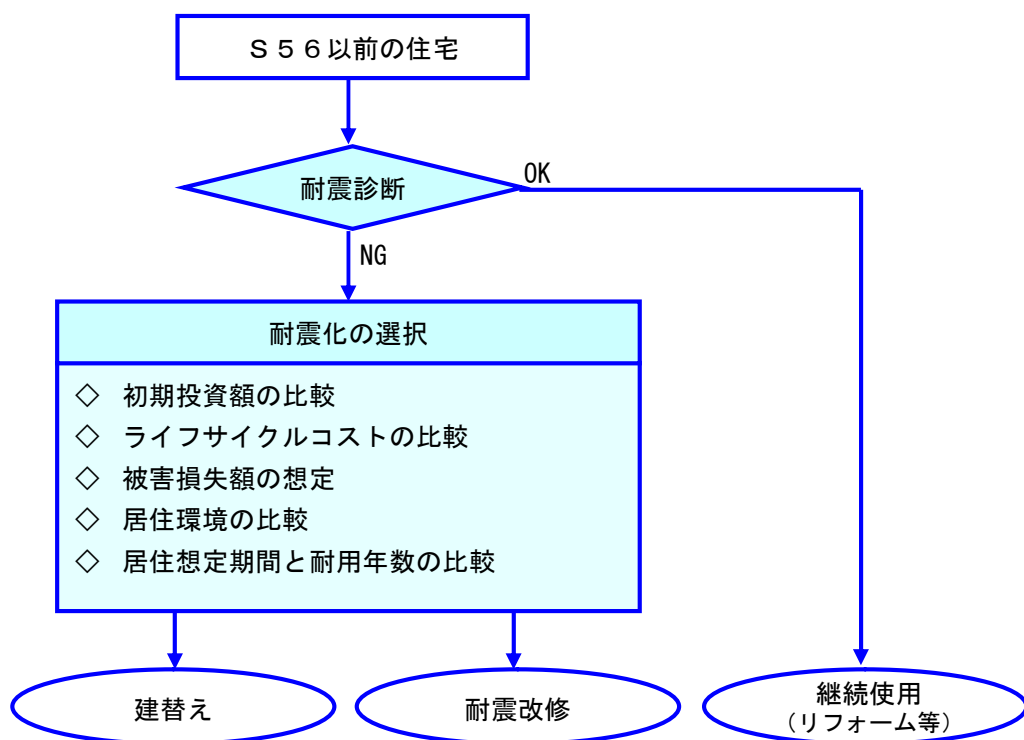 S56以前の住宅
耐震診断
OK
NG
耐震化の選択
◇ 初期投資額の比較
◇ ライフサイクルコストの比較
◇ 被害損失額の想定
◇ 居住環境の比較
◇ 居住想定期間と耐用年数の比較
建替え
耐震改修
継続使用
(リフォーム等)